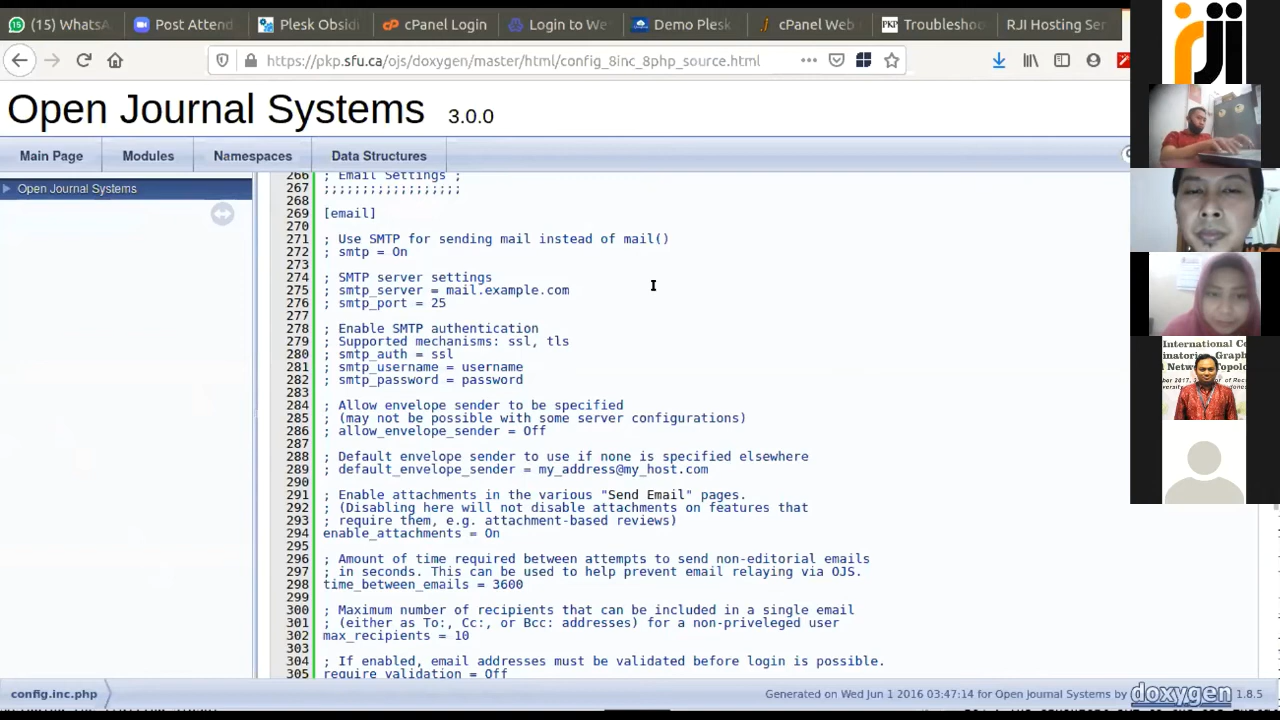 (15) WhatsA
Post Attend
Plesk Obsidi
cPanel Login
Login to We
Demo Plesk
cPanel Web
PKP Troublesho
RJI Hosting Ser
https://pkp.sfu.ca/ojs/doxygen/master/html/config_8inc_8php_source.html
rji
Open Journal Systems 3.0.0
Main Page
Modules
Namespaces
Data Structures
Open Journal Systems
266 ; Email Settings ;
267 ;;;;;;;;;;;;;;;;;;
268
269 [email]
270
271 ; Use SMTP for sending mail instead of mail()
272 ; smtp = On
273
274 ; SMTP server settings
275 ; smtp_server = mail.example.com
276 ; smtp_port = 25
277
278 ; Enable SMTP authentication
279 ; Supported mechanisms: ssl, tls
280 ; smtp_auth = ssl
281 ; smtp_username = username
282 ; smtp_password = password
283
284 ; Allow envelope sender to be specified
285 ; (may not be possible with some server configurations)
286 ; allow_envelope_sender = Off
287
288 ; Default envelope sender to use if none is specified elsewhere
289 ; default_envelope_sender = my_address@my_host.com
290
291 ; Enable attachments in the various "Send Email" pages.
292 ; (Disabling here will not disable attachments on features that
293 ; require them, e.g. attachment-based reviews)
294 enable_attachments = On
295
296 ; Amount of time required between attempts to send non-editorial emails
297 ; in seconds. This can be used to help prevent email relaying via OJS.
298 time_between_emails = 3600
299
300 ; Maximum number of recipients that can be included in a single email
301 ; (either as To:, Cc:, or Bcc: addresses) for a non-priveleged user
302 max_recipients = 10
303
304 ; If enabled, email addresses must be validated before login is possible.
305 require_validation = Off
International Co
inatorics, Graph
Network Topolo
config.inc.php
Generated on Wed Jun 1 2016 03:47:14 for Open Journal Systems by doxygen 1.8.5